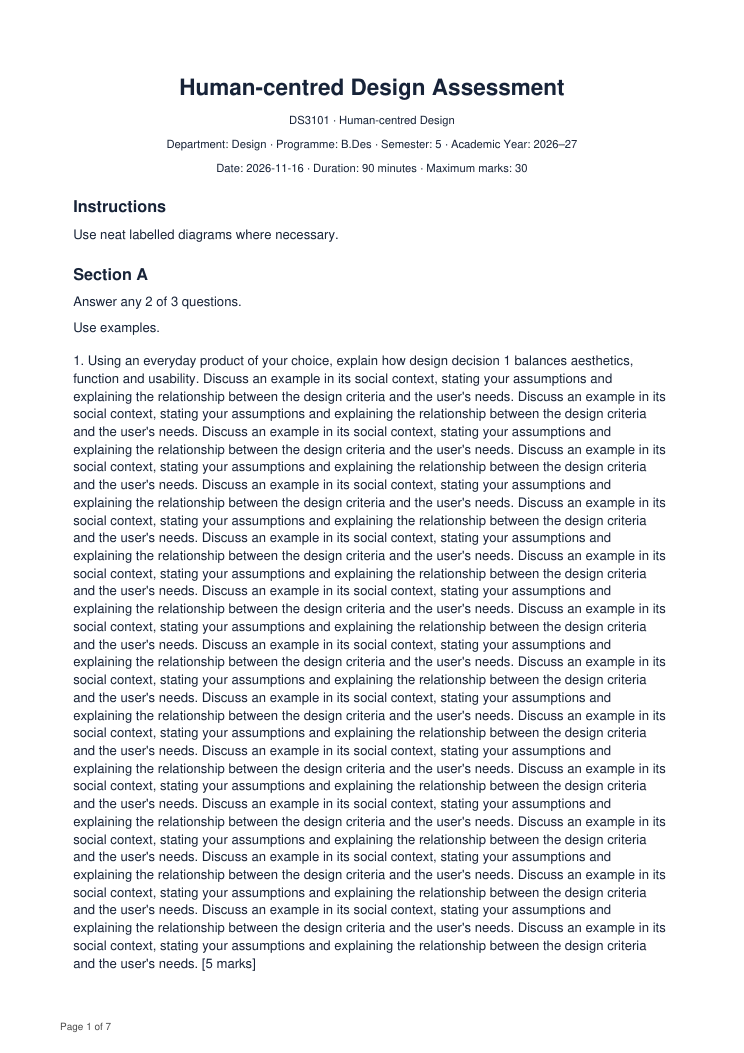 Human-centred Design Assessment
DS3101 · Human-centred Design
Department: Design · Programme: B.Des · Semester: 5 · Academic Year: 2026–27
Date: 2026-11-16 · Duration: 90 minutes · Maximum marks: 30
Instructions
Use neat labelled diagrams where necessary.
Section A
Answer any 2 of 3 questions.
Use examples.
1. Using an everyday product of your choice, explain how design decision 1 balances aesthetics,
function and usability. Discuss an example in its social context, stating your assumptions and
explaining the relationship between the design criteria and the user's needs. Discuss an example in its
social context, stating your assumptions and explaining the relationship between the design criteria
and the user's needs. Discuss an example in its social context, stating your assumptions and
explaining the relationship between the design criteria and the user's needs. Discuss an example in its
social context, stating your assumptions and explaining the relationship between the design criteria
and the user's needs. Discuss an example in its social context, stating your assumptions and
explaining the relationship between the design criteria and the user's needs. Discuss an example in its
social context, stating your assumptions and explaining the relationship between the design criteria
and the user's needs. Discuss an example in its social context, stating your assumptions and
explaining the relationship between the design criteria and the user's needs. Discuss an example in its
social context, stating your assumptions and explaining the relationship between the design criteria
and the user's needs. Discuss an example in its social context, stating your assumptions and
explaining the relationship between the design criteria and the user's needs. Discuss an example in its
social context, stating your assumptions and explaining the relationship between the design criteria
and the user's needs. Discuss an example in its social context, stating your assumptions and
explaining the relationship between the design criteria and the user's needs. Discuss an example in its
social context, stating your assumptions and explaining the relationship between the design criteria
and the user's needs. Discuss an example in its social context, stating your assumptions and
explaining the relationship between the design criteria and the user's needs. Discuss an example in its
social context, stating your assumptions and explaining the relationship between the design criteria
and the user's needs. Discuss an example in its social context, stating your assumptions and
explaining the relationship between the design criteria and the user's needs. Discuss an example in its
social context, stating your assumptions and explaining the relationship between the design criteria
and the user's needs. Discuss an example in its social context, stating your assumptions and
explaining the relationship between the design criteria and the user's needs. Discuss an example in its
social context, stating your assumptions and explaining the relationship between the design criteria
and the user's needs. Discuss an example in its social context, stating your assumptions and
explaining the relationship between the design criteria and the user's needs. Discuss an example in its
social context, stating your assumptions and explaining the relationship between the design criteria
and the user's needs. Discuss an example in its social context, stating your assumptions and
explaining the relationship between the design criteria and the user's needs. Discuss an example in its
social context, stating your assumptions and explaining the relationship between the design criteria
and the user's needs. [5 marks]
Page 1 of 7